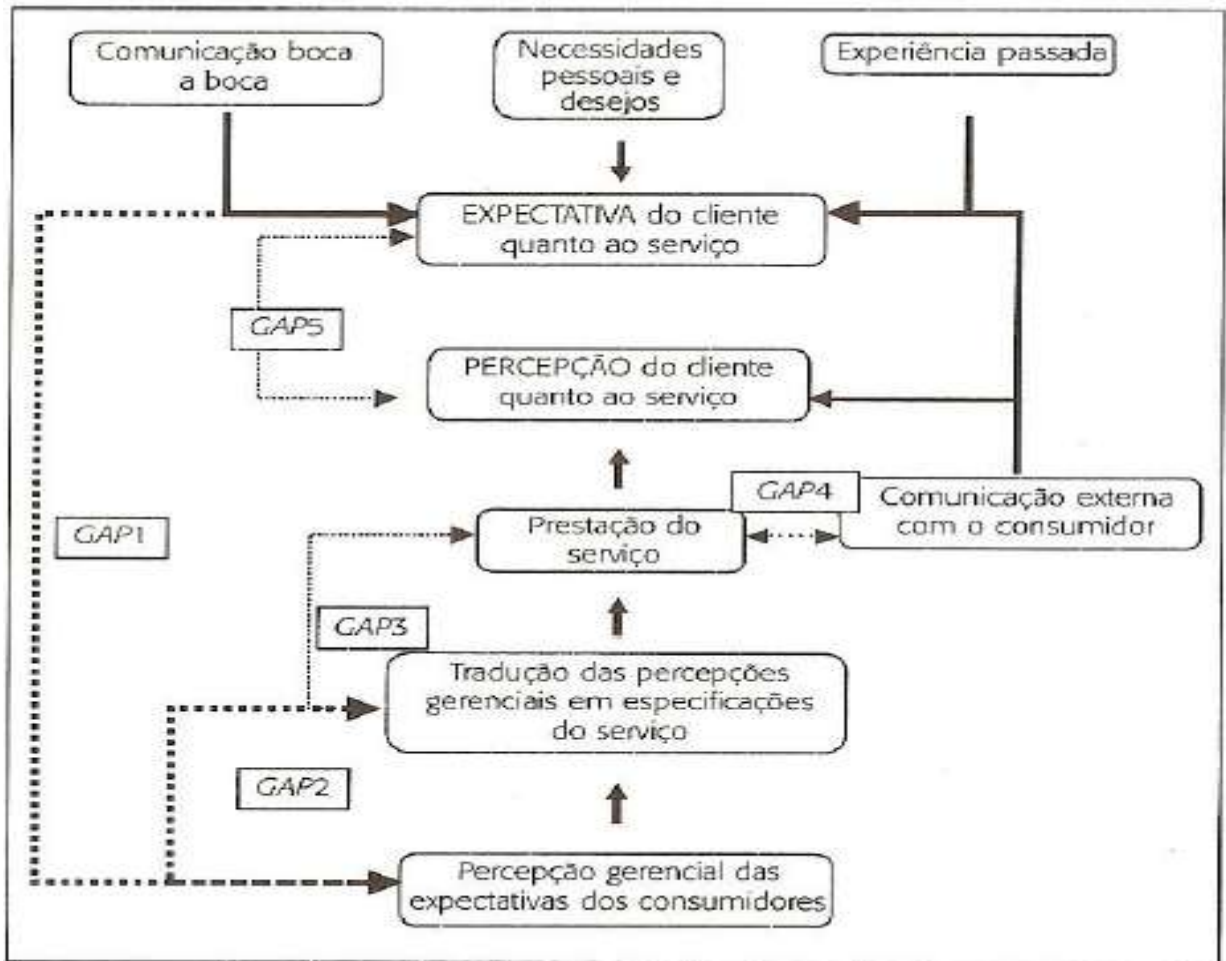 Comunicação boca
a boca
Necessidades
pessoais e
desejos
Experiência passada
EXPECTATIVA do cliente
quanto ao serviço
GAP5
PERCEPÇÃO do cliente
quanto ao serviço
GAP4
Comunicação externa
com o consumidor
Prestação do
serviço
GAP1
GAP3
Tradução das percepções
gerenciais em especificações
do serviço
GAP2
Percepção gerencial das
expectativas dos consumidores